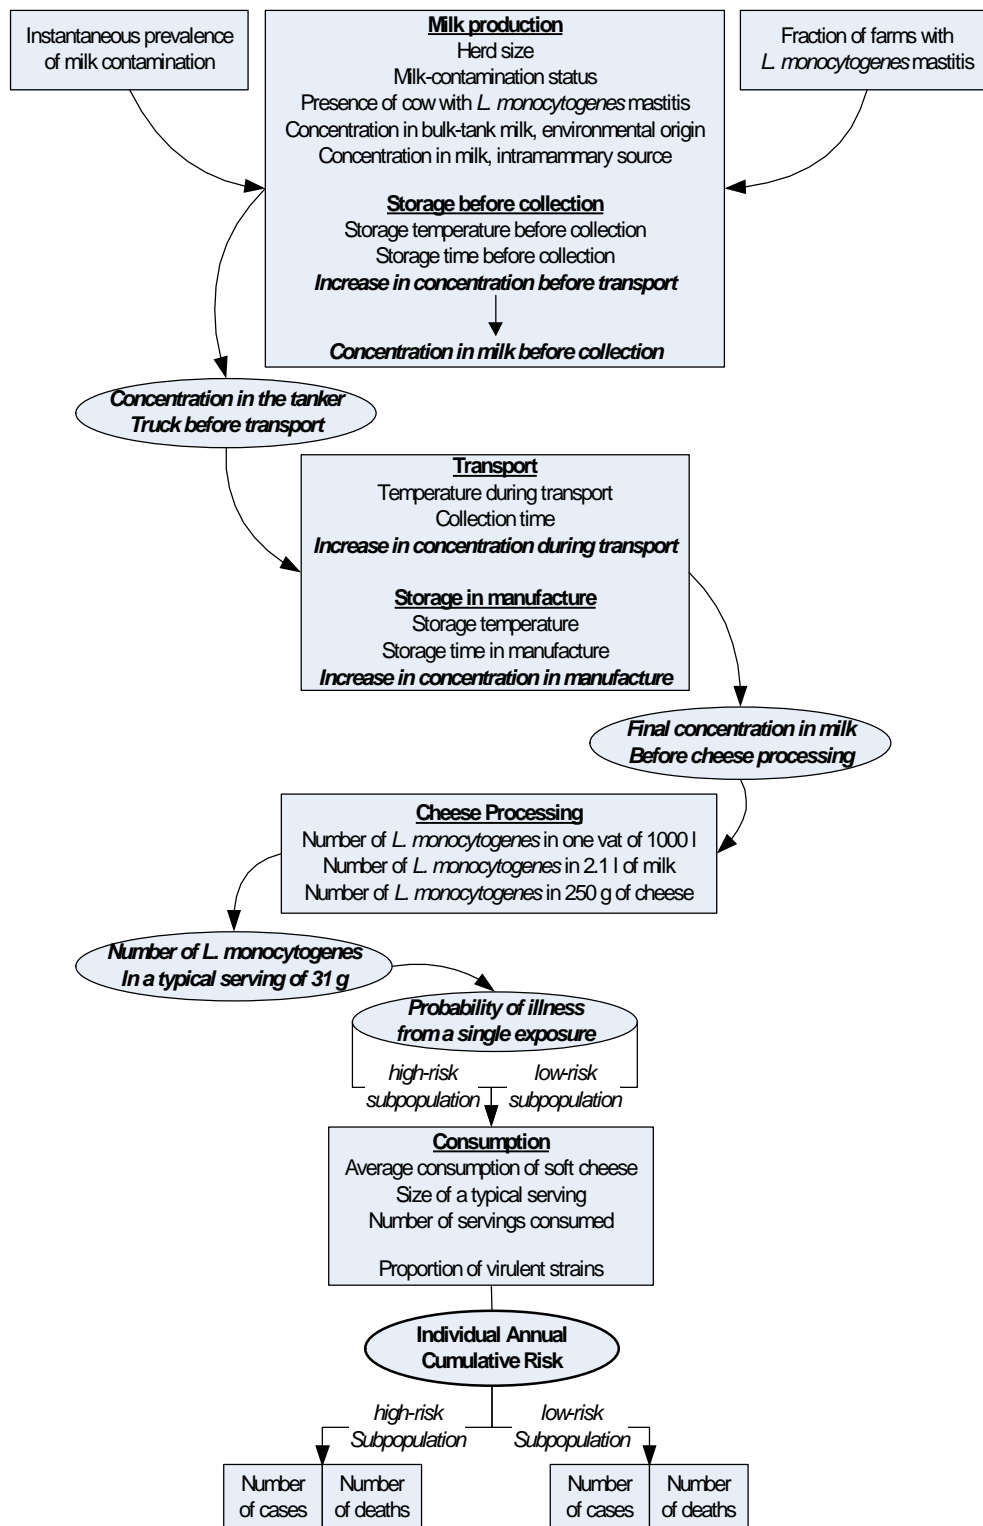 Instantaneous prevalence
of milk contamination
Milk production
Herd size
Milk-contamination status
Presence of cow with L. monocytogenes mastitis
Concentration in bulk-tank milk, environmental origin
Concentration in milk, intramammary source
Fraction of farms with
L. monocytogenes mastitis
Storage before collection
Storage temperature before collection
Storage time before collection
Increase in concentration before transport
Concentration in milk before collection
Concentration in the tanker
Truck before transport
Transport
Temperature during transport
Collection time
Increase in concentration during transport
Storage in manufacture
Storage temperature
Storage time in manufacture
Increase in concentration in manufacture
Final concentration in milk
Before cheese processing
Cheese Processing
Number of L. monocytogenes in one vat of 1000 l
Number of L. monocytogenes in 2.1 l of milk
Number of L. monocytogenes in 250 g of cheese
Number of L. monocytogenes
In a typical serving of 31 g
Probability of illness
from a single exposure
high-risk
subpopulation
low-risk
subpopulation
Consumption
Average consumption of soft cheese
Size of a typical serving
Number of servings consumed
Proportion of virulent strains
Individual Annual
Cumulative Risk
high-risk
Subpopulation
low-risk
Subpopulation
Number
of cases
Number
of deaths
Number
of cases
Number
of deaths